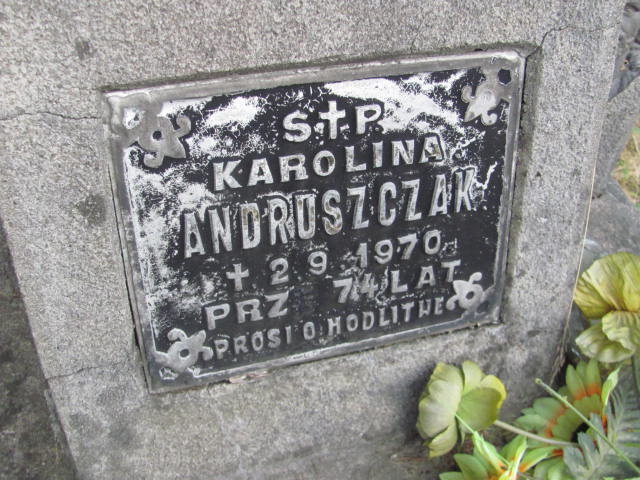 S✝P
KAROLINA
ANDRUSZCZAK
✝ 2 9 1970
PRZ 74 LAT
PROSI O MODLITWE